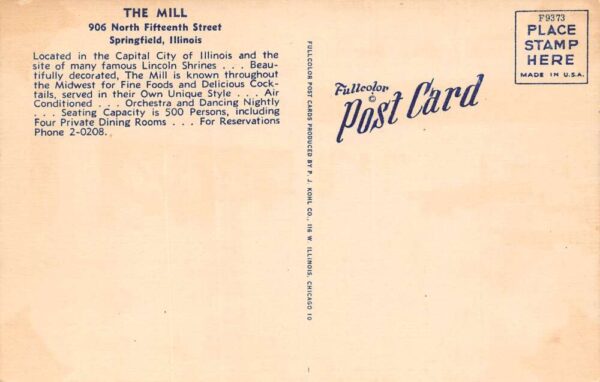 THE MILL
906 North Fifteenth Street
Springfield, Illinois
Located in the Capital City of Illinois and the
site of many famous Lincoln Shrines . . . Beau-
tifully decorated, The Mill is known throughout
the Midwest for Fine Foods and Delicious Cock-
tails, served in their Own Unique Style . . . Air
Conditioned . . . Orchestra and Dancing Nightly
. . . Seating Capacity is 500 Persons, including
Four Private Dining Rooms . . . For Reservations
Phone 2-0208.
FULLCOLOR POST CARDS PRODUCED BY P. J. KOHL CO., 116 W. ILLINOIS, CHICAGO 10
Fullcolor
©
Post Card
F9373
PLACE
STAMP
HERE
MADE IN U.S.A.